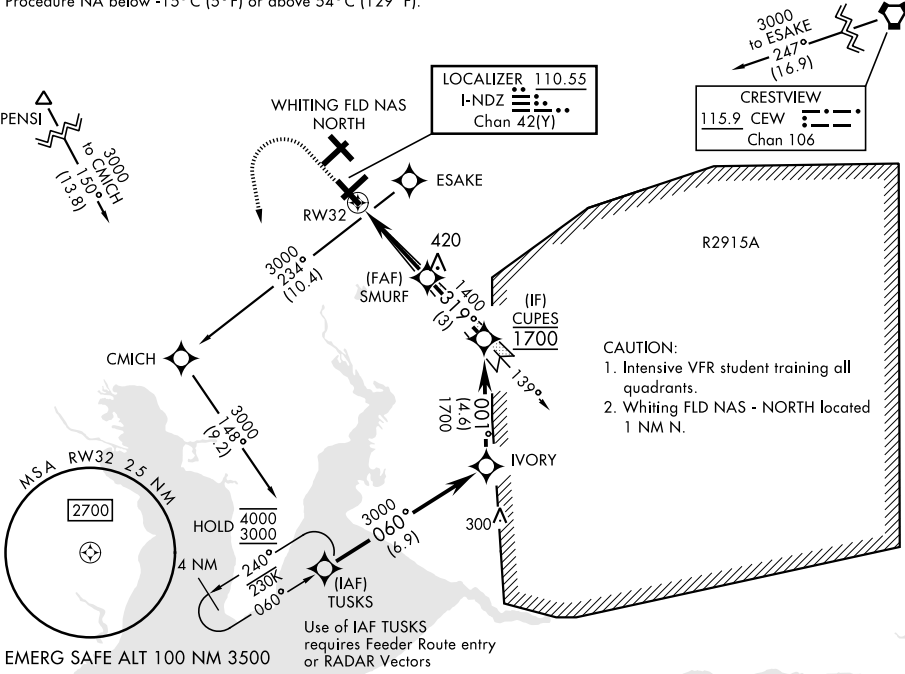 Procedure NA below -15°C (5°F) or above 54°C (129°F).
3000
to ESAKE
247°
(16.9)
LOCALIZER 110.55
I-NDZ
Chan 42(Y)
CRESTVIEW
115.9 CEW
Chan 106
PENSI
3000
to CMICH
150°
(13.8)
WHITING FLD NAS
NORTH
ESAKE
RW32
R2915A
420
3000
234°
(10.4)
(FAF)
SMURF
1400
319°
(3)
(IF)
CUPES
1700
CMICH
139°
CAUTION:
1. Intensive VFR student training all
quadrants.
2. Whiting FLD NAS - NORTH located
1 NM N.
3000
148°
(9.2)
001°
(4.6)
1700
IVORY
MSA RW32 25 NM
2700
HOLD
4000
3000
3000
060°
(6.9)
300
4 NM
240°
230K
060°
(IAF)
TUSKS
Use of IAF TUSKS
requires Feeder Route entry
or RADAR Vectors
EMERG SAFE ALT 100 NM 3500